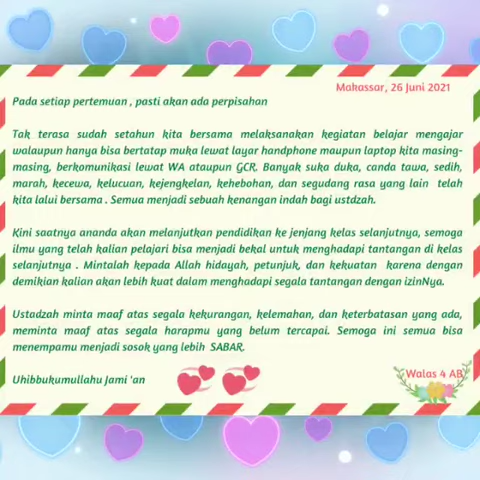 Makassar, 26 Juni 2021
Pada setiap pertemuan , pasti akan ada perpisahan
Tak terasa sudah setahun kita bersama melaksanakan kegiatan belajar mengajar
walaupun hanya bisa bertatap muka lewat layar handphone maupun laptop kita masing-
masing, berkomunikasi lewat WA ataupun GCR. Banyak suka duka, canda tawa, sedih,
marah, kecewa, kelucuan, kejengkelan, kehebohan, dan segudang rasa yang lain telah
kita lalui bersama . Semua menjadi sebuah kenangan indah bagi ustdzah.
Kini saatnya ananda akan melanjutkan pendidikan ke jenjang kelas selanjutnya, semoga
ilmu yang telah kalian pelajari bisa menjadi bekal untuk menghadapi tantangan di kelas
selanjutnya . Mintalah kepada Allah hidayah, petunjuk, dan kekuatan karena dengan
demikian kalian akan lebih kuat dalam menghadapi segala tantangan dengan izinNya.
Ustadzah minta maaf atas segala kekurangan, kelemahan, dan keterbatasan yang ada,
meminta maaf atas segala harapmu yang belum tercapai. Semoga ini semua bisa
menempamu menjadi sosok yang lebih SABAR.
Uhibbukumullahu Jami 'an
Walas 4 AB